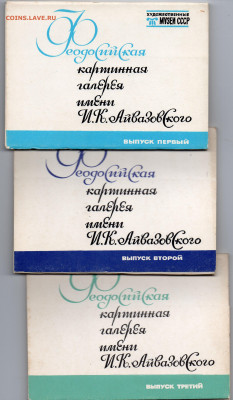 COINS.LAVE.RU
ХУДОЖЕСТВЕННЫЕ
МУЗЕИ СССР
Феодосийская
картинная
галерея
имени
И.К.Айвазовского
ВЫПУСК ПЕРВЫЙ
Феодосийская
картинная
галерея
имени
И.К.Айвазовского
ВЫПУСК ВТОРОЙ
Феодосийская
картинная
галерея
имени
И.К.Айвазовского
ВЫПУСК ТРЕТИЙ